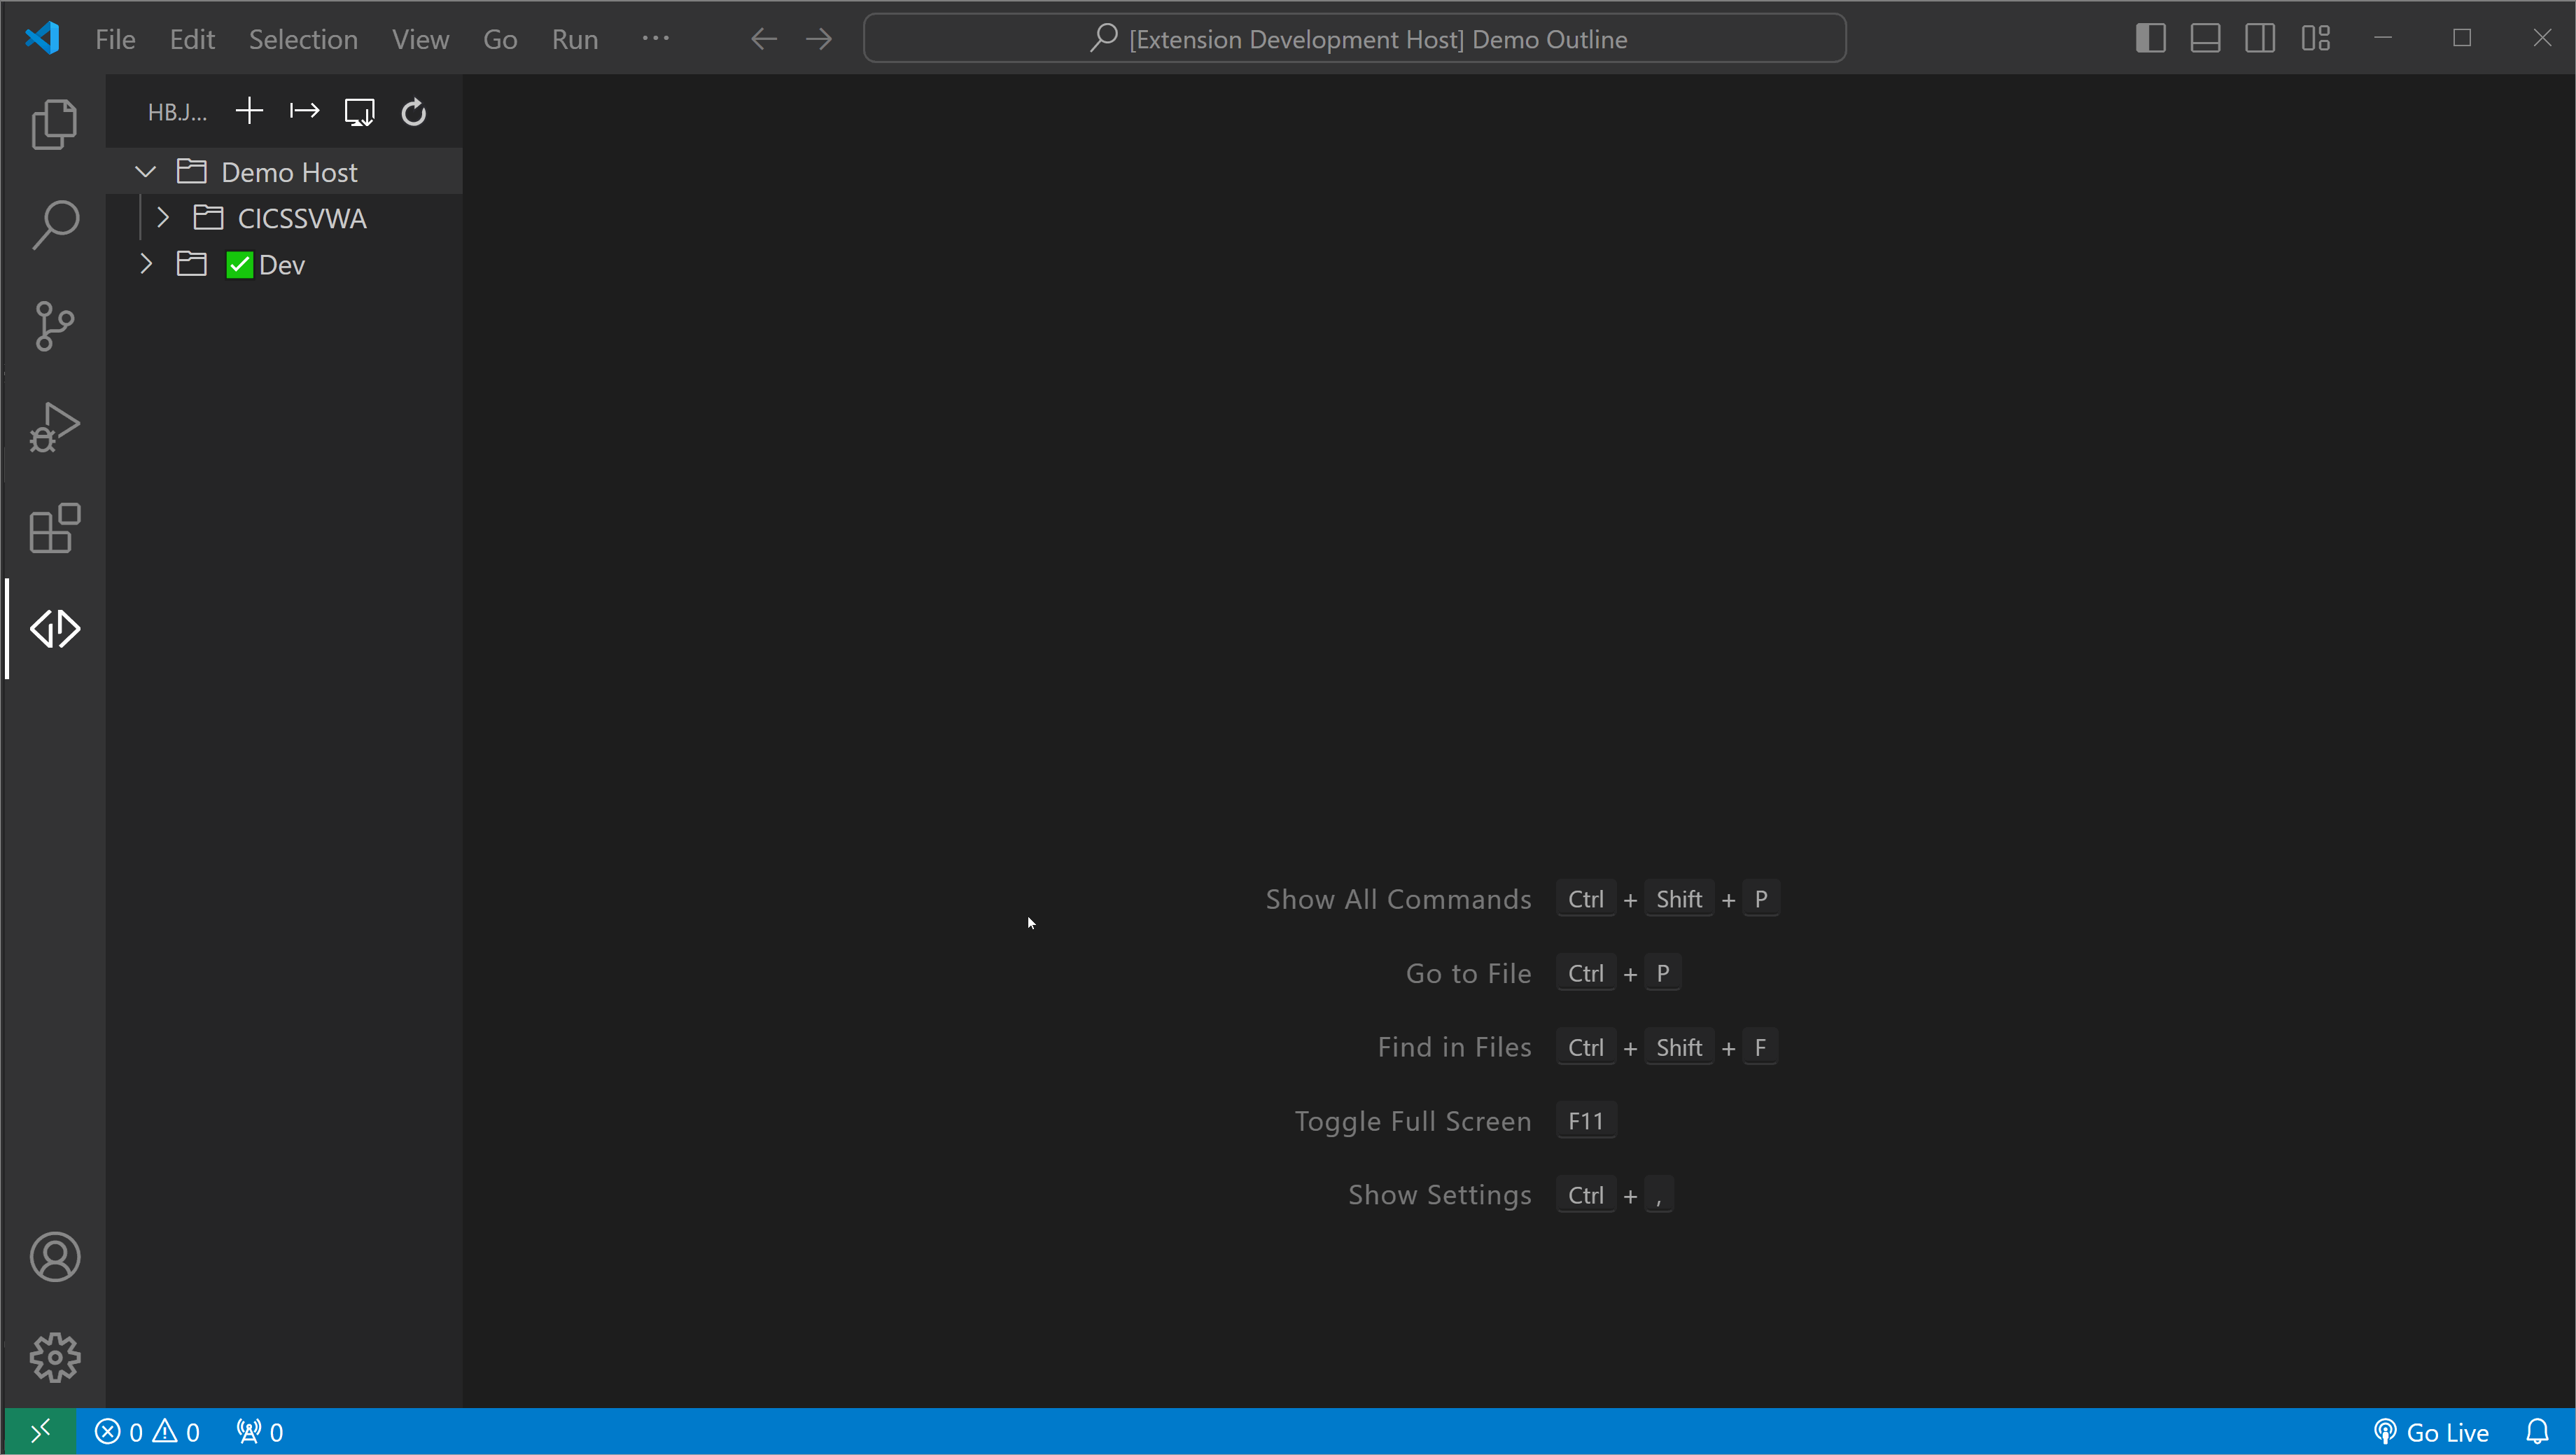 File Edit Selection View Go Run ···
[Extension Development Host] Demo Outline
HB.J...
Demo Host
CICSSVWA
✅ Dev
Show All Commands Ctrl + Shift + P
Go to File Ctrl + P
Find in Files Ctrl + Shift + F
Toggle Full Screen F11
Show Settings Ctrl + ,
0 0 0
Go Live